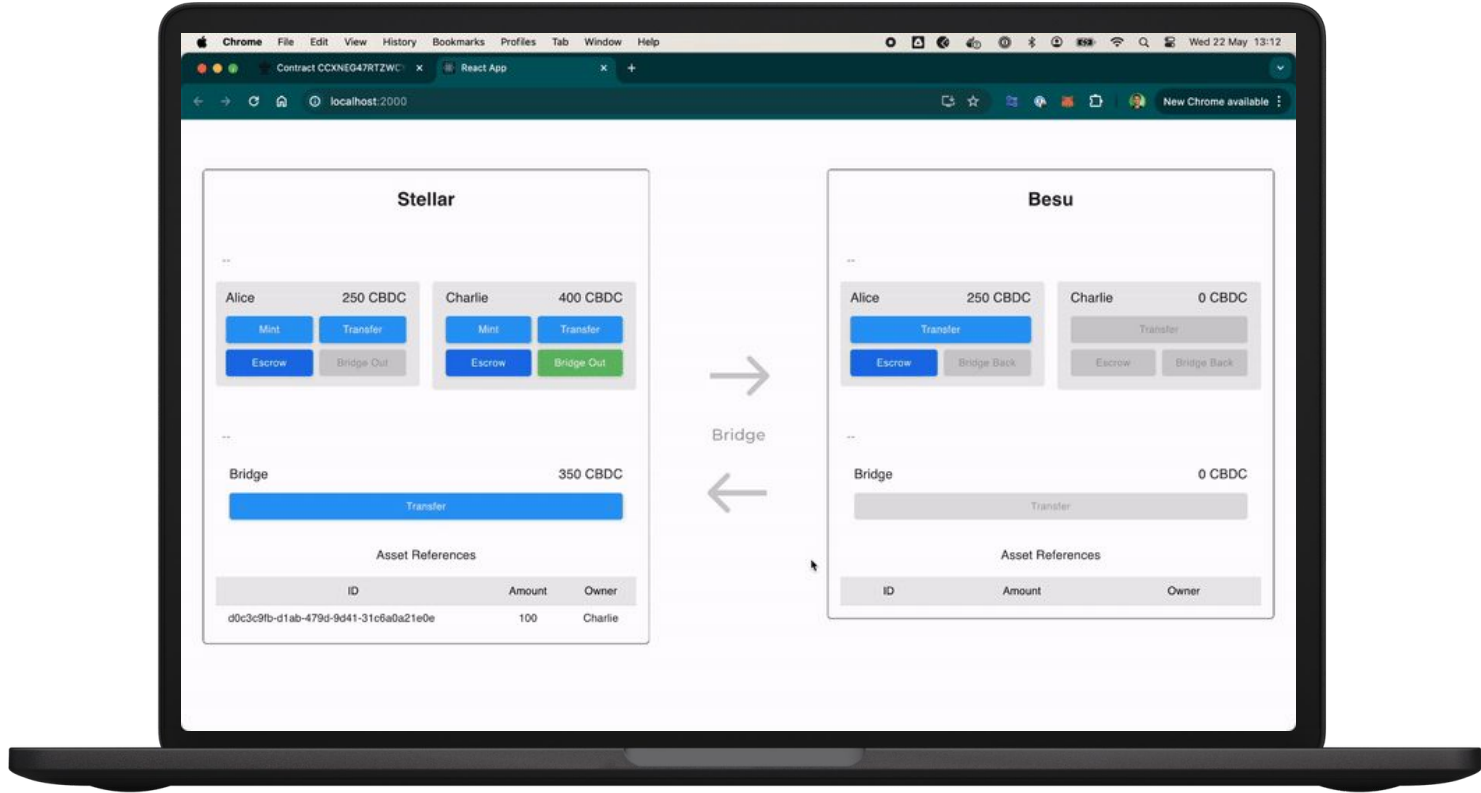 Chrome File Edit View History Bookmarks Profiles Tab Window Help Wed 22 May 13:12
Contract CCXNEG47RTZWC React App
localhost:2000 New Chrome available
Stellar
--
Alice 250 CBDC Charlie 400 CBDC
Mint Transfer Mint Transfer
Escrow Bridge Out Escrow Bridge Out
--
Bridge 350 CBDC
Transfer
Asset References
ID Amount Owner
d0c3c9fb-d1ab-479d-9d41-31c6a0a21e0e 100 Charlie
Bridge
Besu
--
Alice 250 CBDC Charlie 0 CBDC
Transfer Transfer
Escrow Bridge Back Escrow Bridge Back
--
Bridge 0 CBDC
Transfer
Asset References
ID Amount Owner